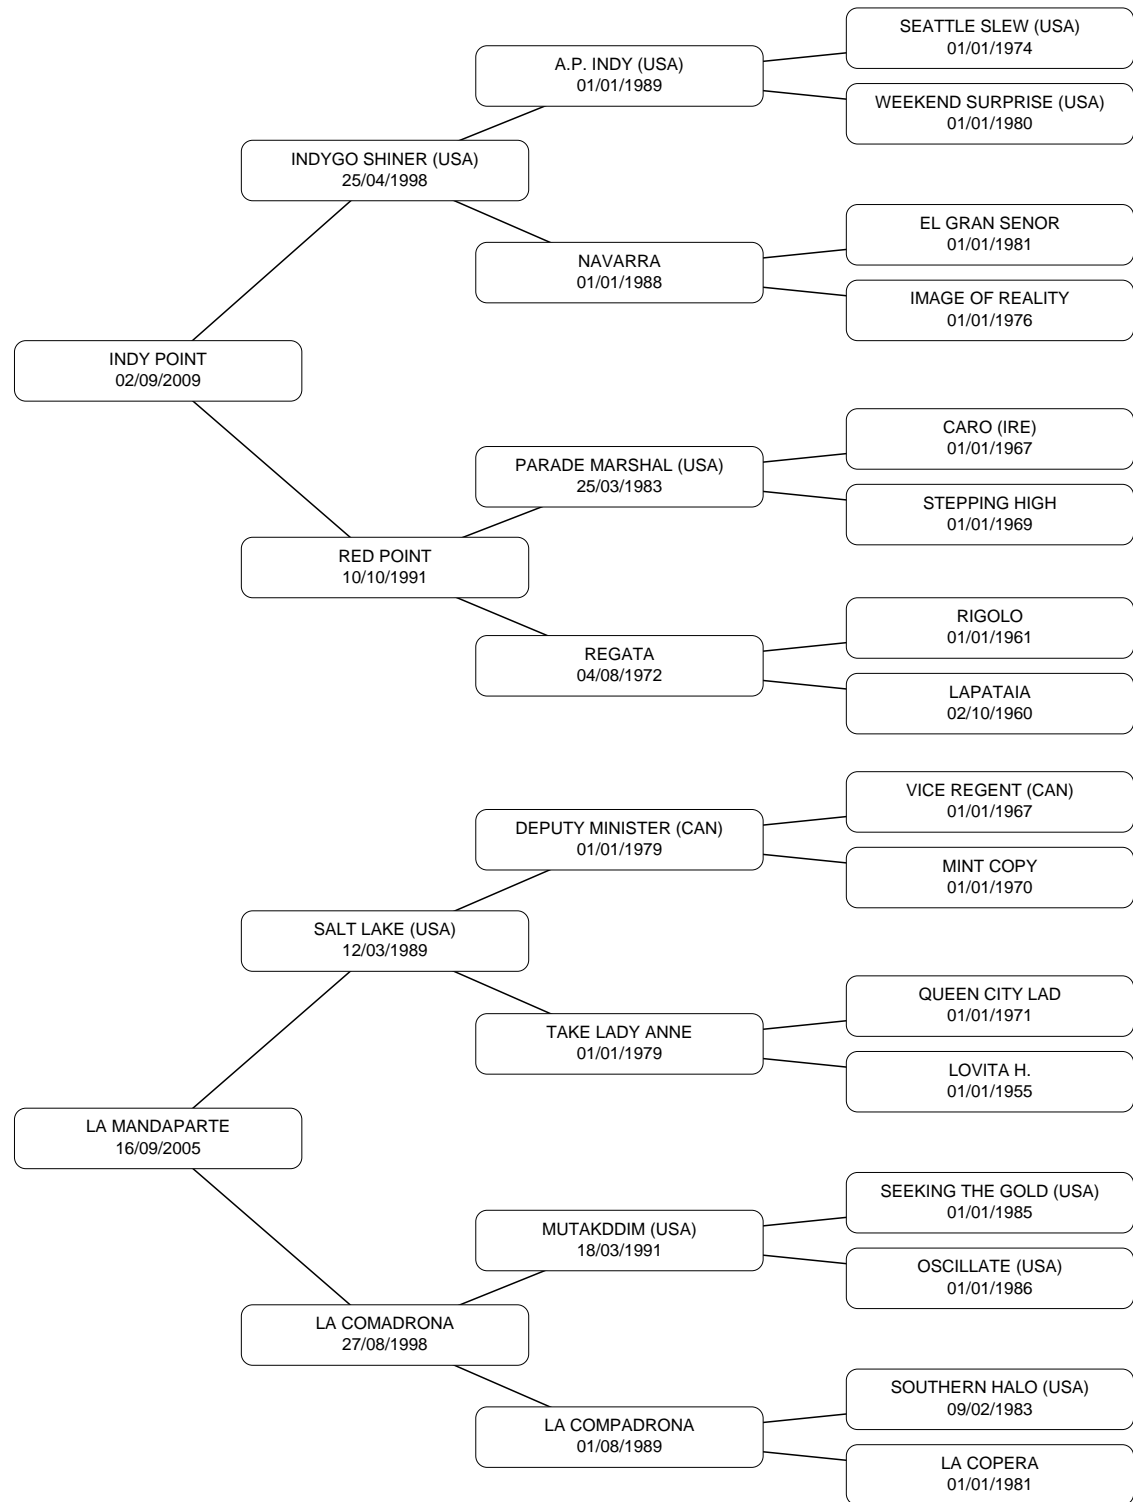 SEATTLE SLEW (USA)
01/01/1974
A.P. INDY (USA)
01/01/1989
WEEKEND SURPRISE (USA)
01/01/1980
INDYGO SHINER (USA)
25/04/1998
EL GRAN SENOR
01/01/1981
NAVARRA
01/01/1988
IMAGE OF REALITY
01/01/1976
INDY POINT
02/09/2009
CARO (IRE)
01/01/1967
PARADE MARSHAL (USA)
25/03/1983
STEPPING HIGH
01/01/1969
RED POINT
10/10/1991
RIGOLO
01/01/1961
REGATA
04/08/1972
LAPATAIA
02/10/1960
VICE REGENT (CAN)
01/01/1967
DEPUTY MINISTER (CAN)
01/01/1979
MINT COPY
01/01/1970
SALT LAKE (USA)
12/03/1989
QUEEN CITY LAD
01/01/1971
TAKE LADY ANNE
01/01/1979
LOVITA H.
01/01/1955
LA MANDAPARTE
16/09/2005
SEEKING THE GOLD (USA)
01/01/1985
MUTAKDDIM (USA)
18/03/1991
OSCILLATE (USA)
01/01/1986
LA COMADRONA
27/08/1998
SOUTHERN HALO (USA)
09/02/1983
LA COMPADRONA
01/08/1989
LA COPERA
01/01/1981